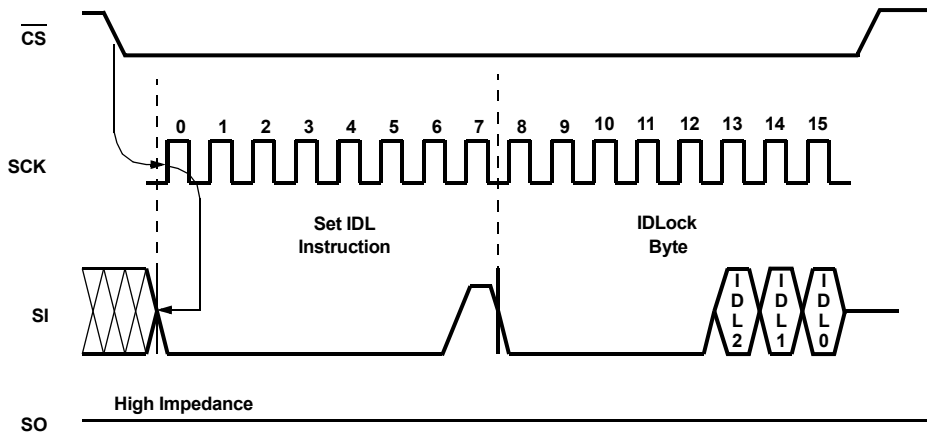 CS
SCK
0 1 2 3 4 5 6 7 8 9 10 11 12 13 14 15
Set IDL
Instruction
IDLock
Byte
SI
IDL2
IDL1
IDL0
High Impedance
SO